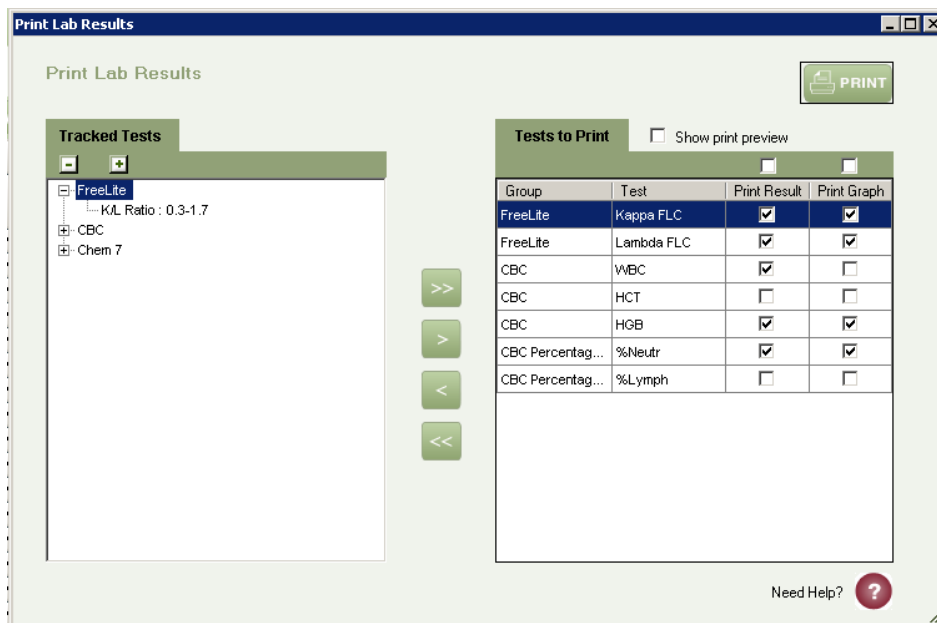 Print Lab Results
Print Lab Results
PRINT
Tracked Tests
FreeLite
K/L Ratio : 0.3-1.7
CBC
Chem 7
>>
>
<
<<
Tests to Print
Show print preview
Group Test Print Result Print Graph
FreeLite Kappa FLC
FreeLite Lambda FLC
CBC WBC
CBC HCT
CBC HGB
CBC Percentag... %Neutr
CBC Percentag... %Lymph
Need Help? ?